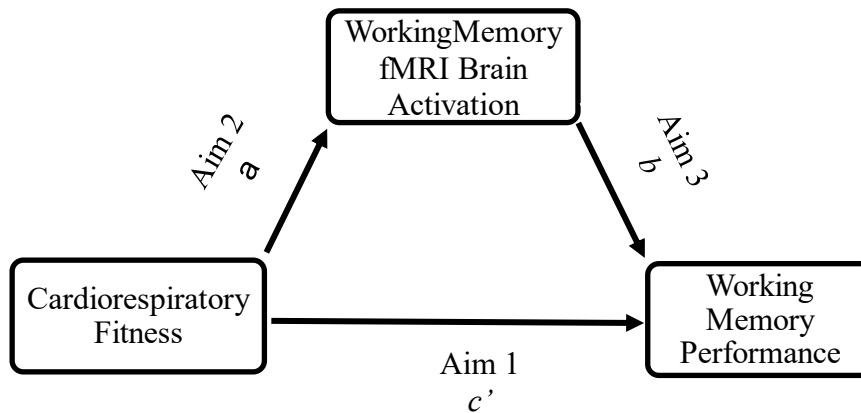 WorkingMemory
fMRI Brain
Activation
Aim 2
a
Aim 3
b
Cardiorespiratory
Fitness
Working
Memory
Performance
Aim 1
c’